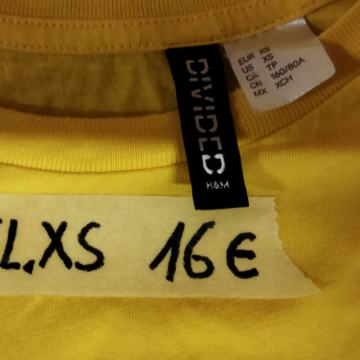 DIVIDED
H&M
EUR XS
US XS
CA TP
CN 160/80A
MX XCH
L.XS 16€